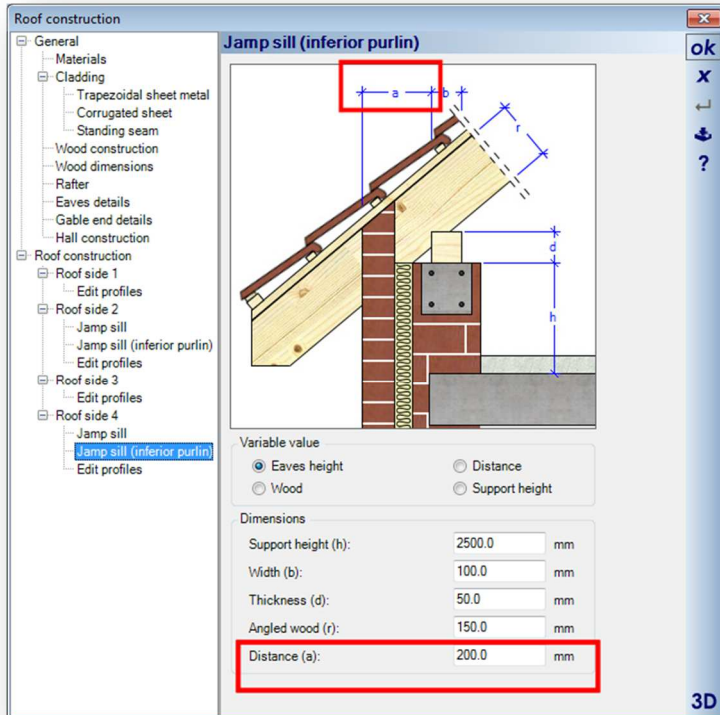 Roof construction
General
Materials
Cladding
Trapezoidal sheet metal
Corrugated sheet
Standing seam
Wood construction
Wood dimensions
Rafter
Eaves details
Gable end details
Hall construction
Roof construction
Roof side 1
Edit profiles
Roof side 2
Jamp sill
Jamp sill (inferior purlin)
Edit profiles
Roof side 3
Edit profiles
Roof side 4
Jamp sill
Jamp sill (inferior purlin)
Edit profiles
Jamp sill (inferior purlin)
a b
r
d
h
Variable value
Eaves height Distance
Wood Support height
Dimensions
Support height (h): 2500.0 mm
Width (b): 100.0 mm
Thickness (d): 50.0 mm
Angled wood (r): 150.0 mm
Distance (a): 200.0 mm
ok
x
?
3D